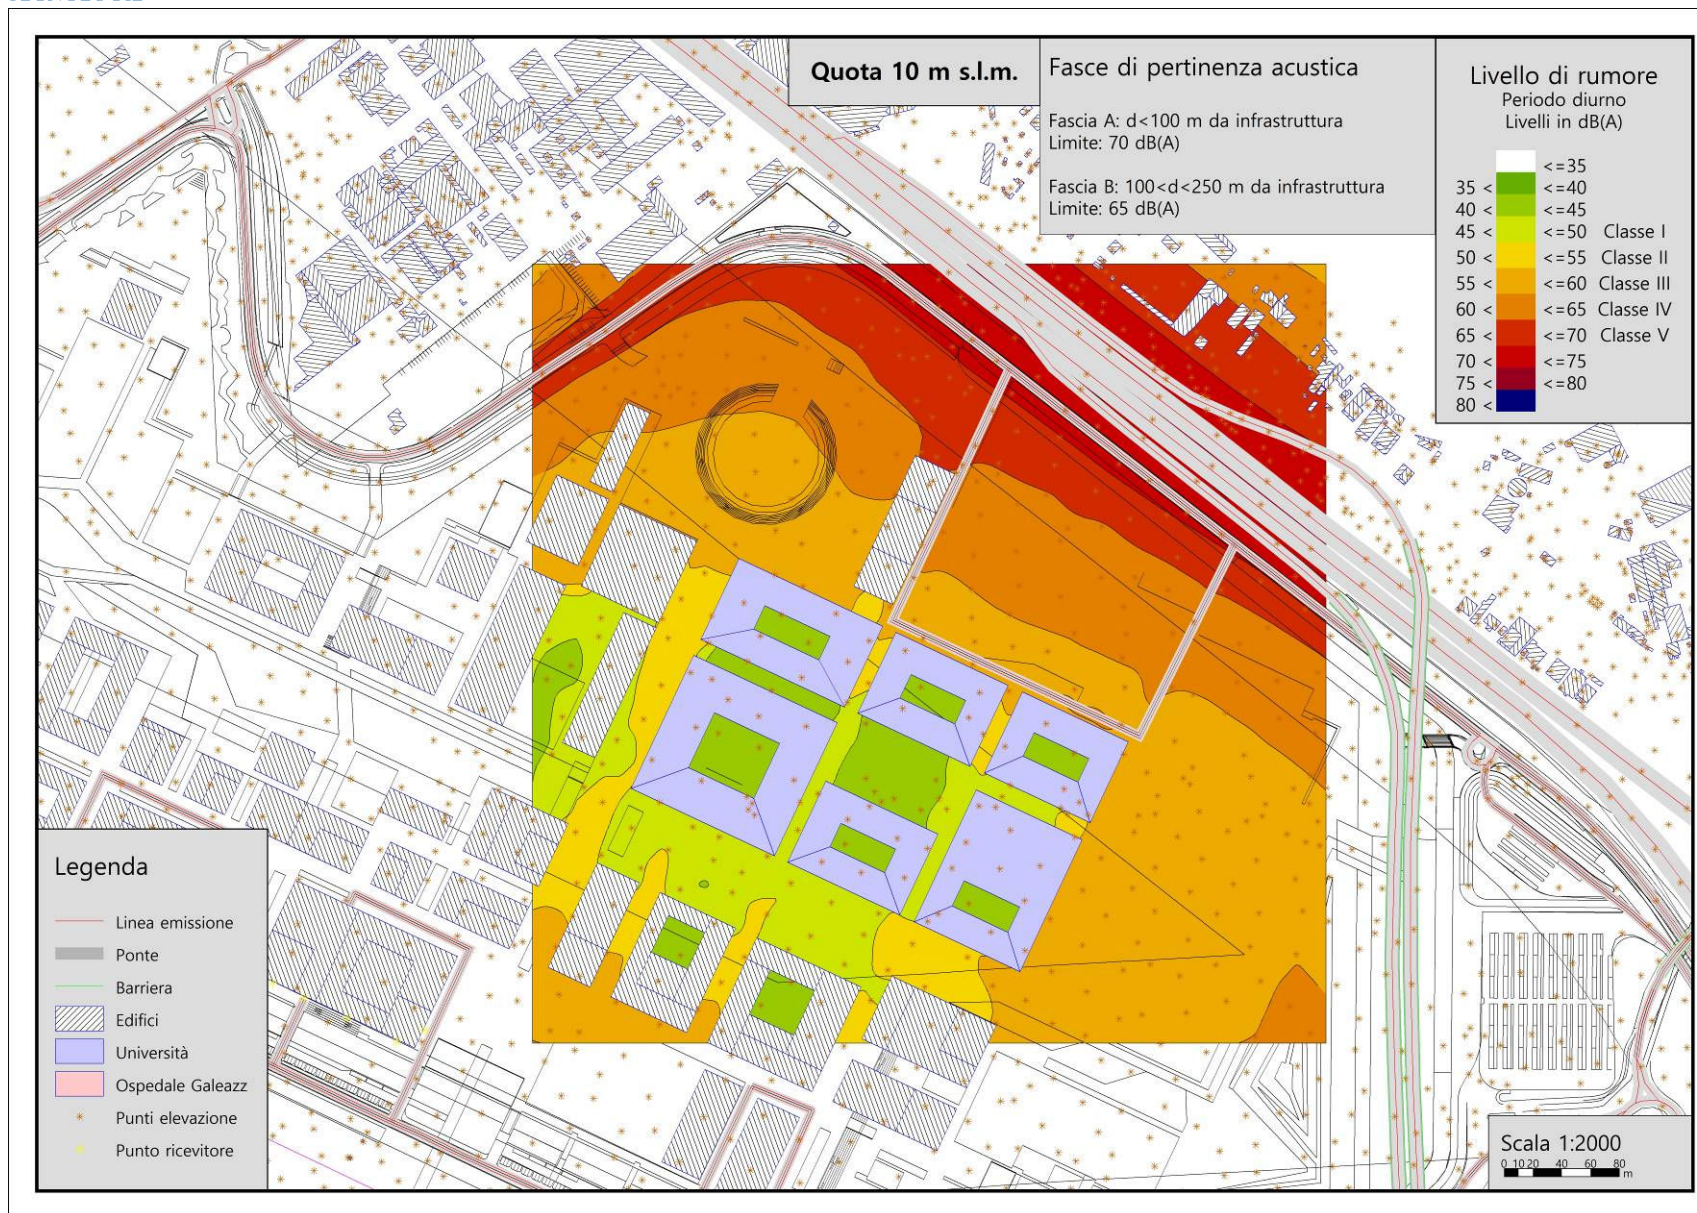 Quota 10 m s.l.m.
Fasce di pertinenza acustica
Fascia A: d<100 m da infrastruttura
Limite: 70 dB(A)
Fascia B: 100<d<250 m da infrastruttura
Limite: 65 dB(A)
Livello di rumore
Periodo diurno
Livelli in dB(A)
<=35
35 < <=40
40 < <=45
45 < <=50 Classe I
50 < <=55 Classe II
55 < <=60 Classe III
60 < <=65 Classe IV
65 < <=70 Classe V
70 < <=75
75 < <=80
80 <
Legenda
Linea emissione
Ponte
Barriera
Edifici
Università
Ospedale Galeazz
Punti elevazione
Punto ricevitore
Scala 1:2000
0 10 20 40 60 80
m